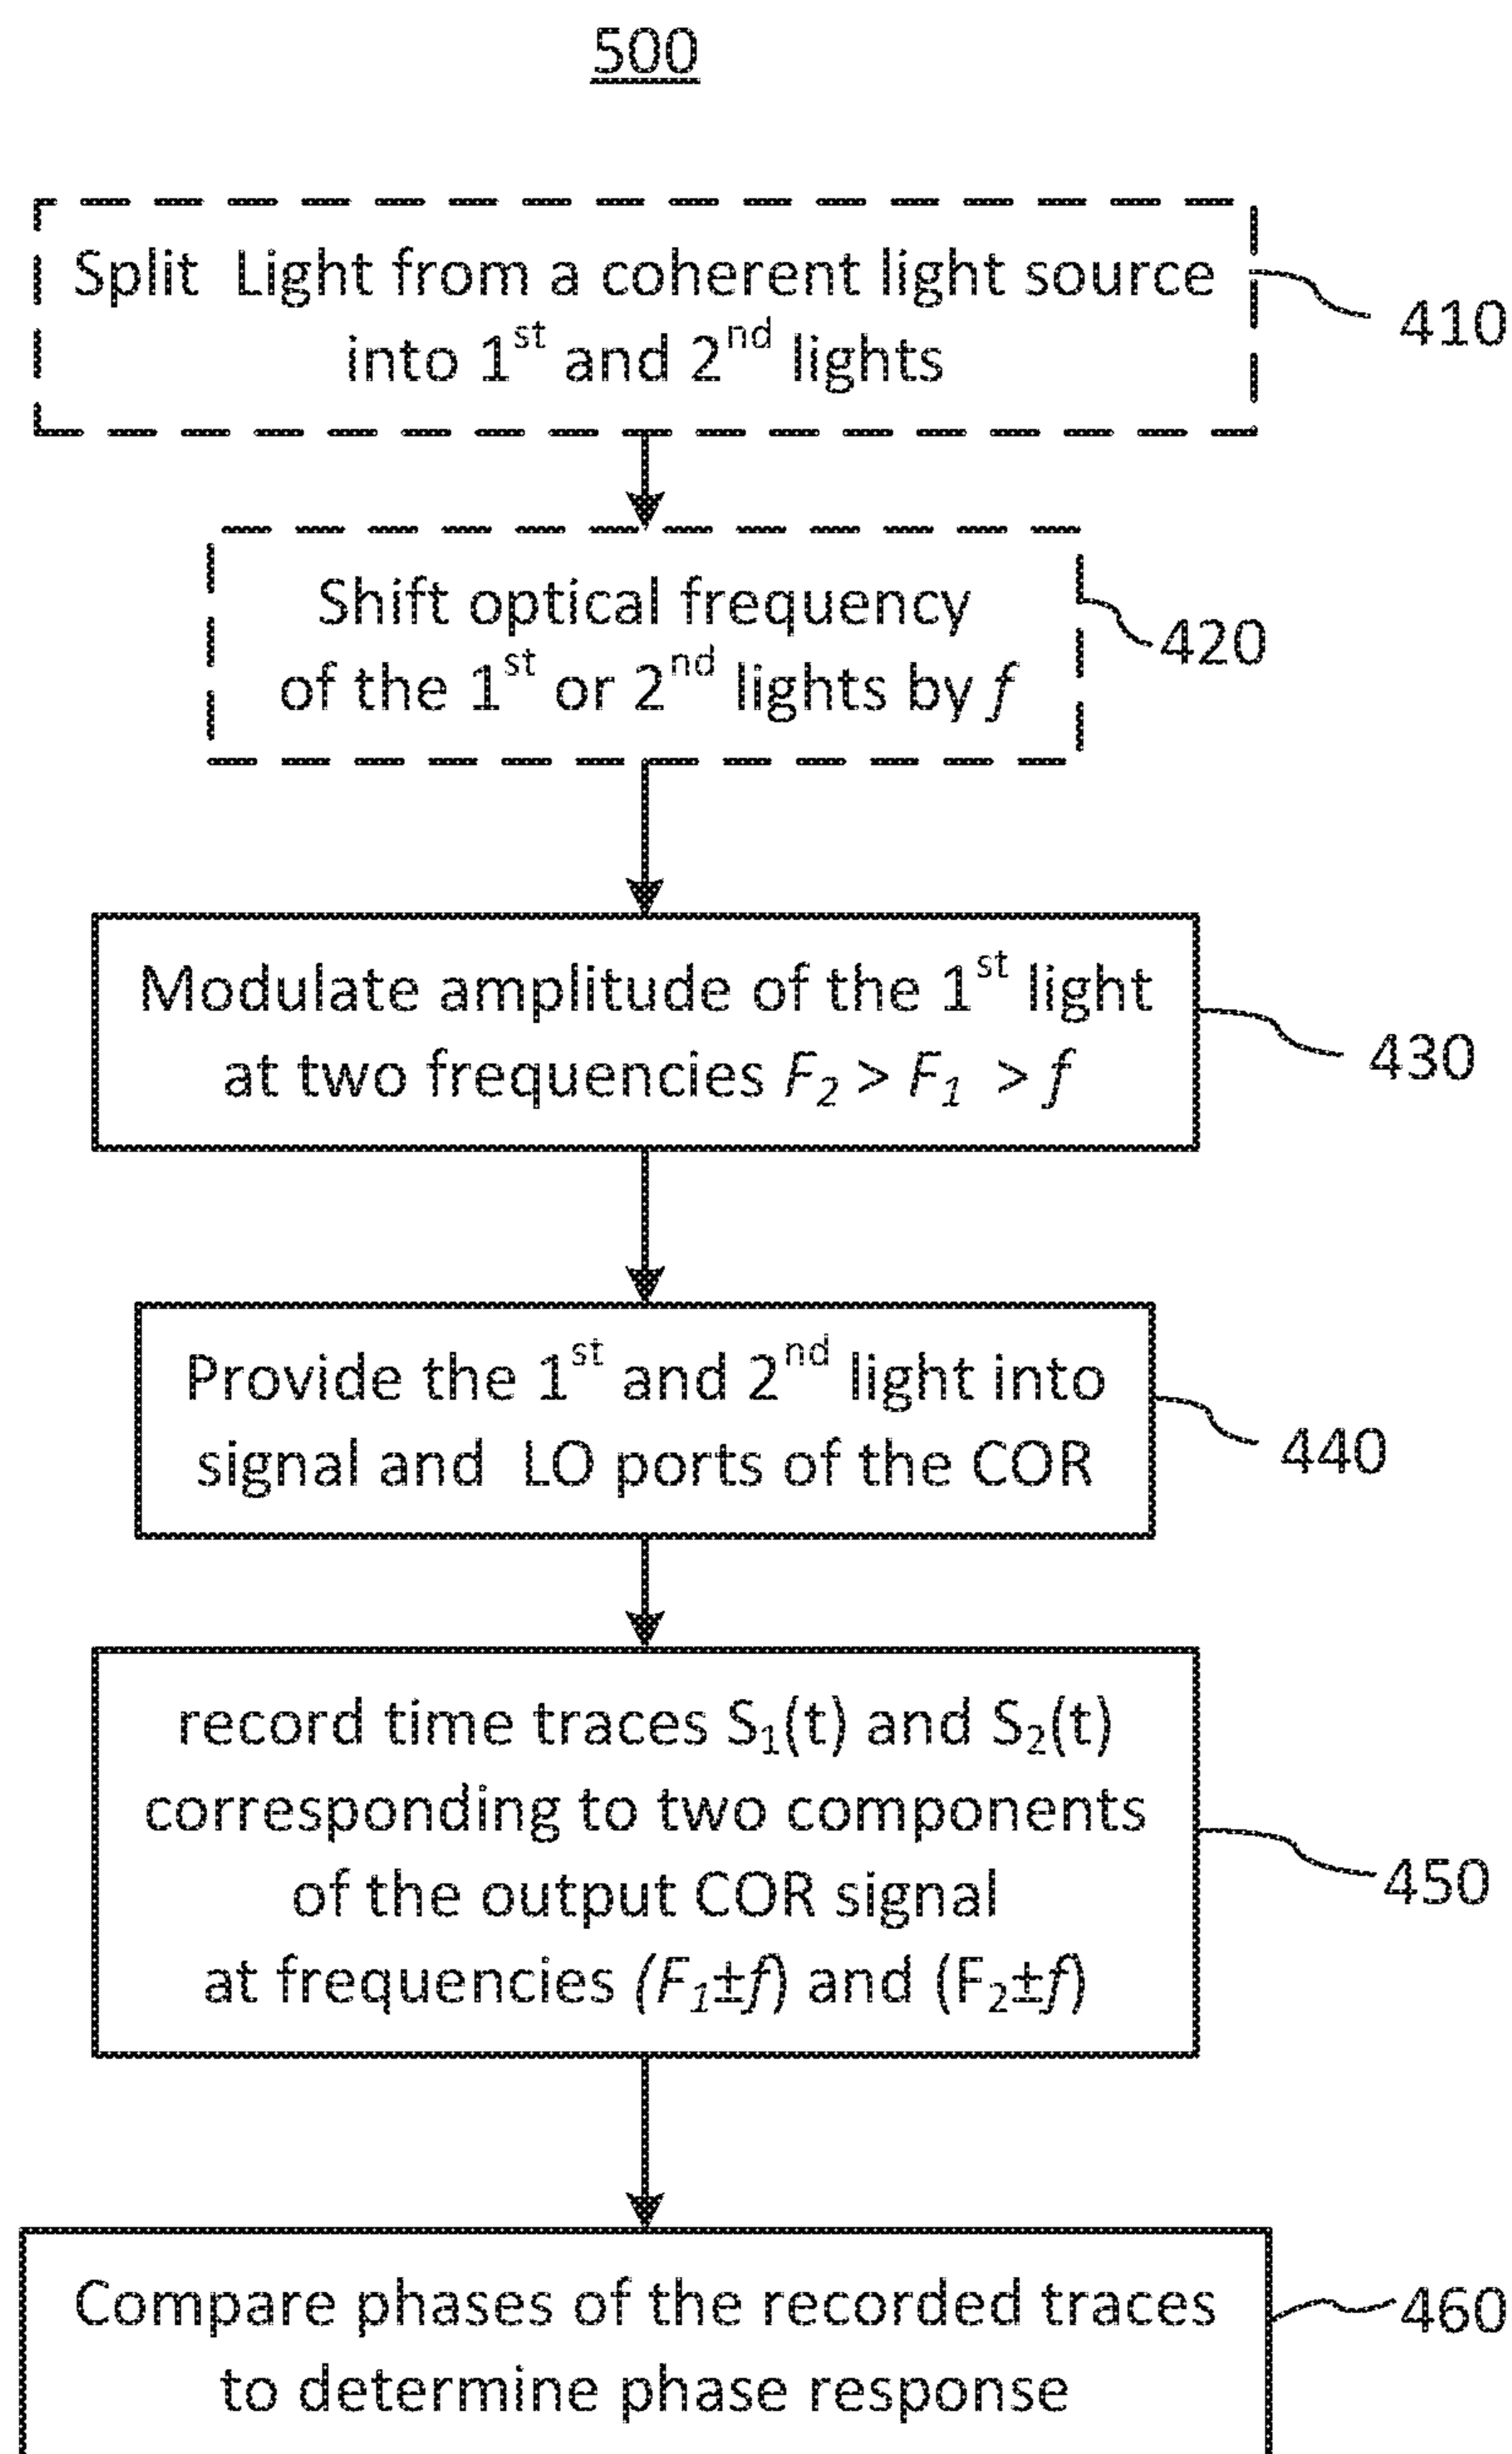 500
Split Light from a coherent light source
into 1st and 2nd lights
410
Shift optical frequency
of the 1st or 2nd lights by f
420
Modulate amplitude of the 1st light
at two frequencies F2 > F1 > f
430
Provide the 1st and 2nd light into
signal and LO ports of the COR
440
record time traces S1(t) and S2(t)
corresponding to two components
of the output COR signal
at frequencies (F1±f) and (F2±f)
450
Compare phases of the recorded traces
to determine phase response
460